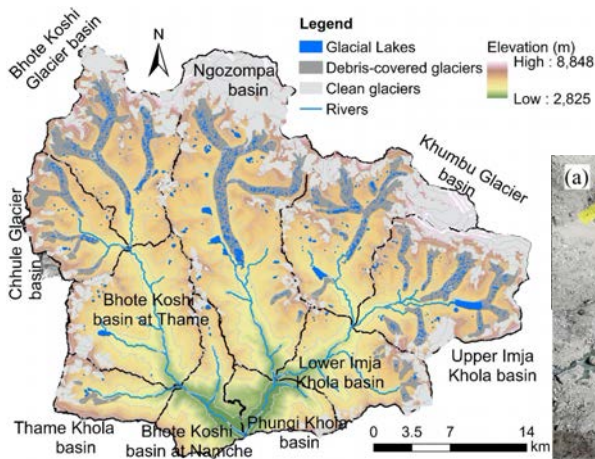 Bhote Koshi
Glacier basin
N
Ngozompa
basin
Legend
Glacial Lakes
Debris-covered glaciers
Clean glaciers
Rivers
Elevation (m)
High : 8,848
Low : 2,825
Khumbu Glacier
basin
(a)
Chhule Glacier
basin
Bhote Koshi
basin at Thame
Lower Imja
Khola basin
Upper Imja
Khola basin
Thame Khola
basin
Bhote Koshi
basin at Namche
Phungi Khola
basin
0 3.5 7 14
km